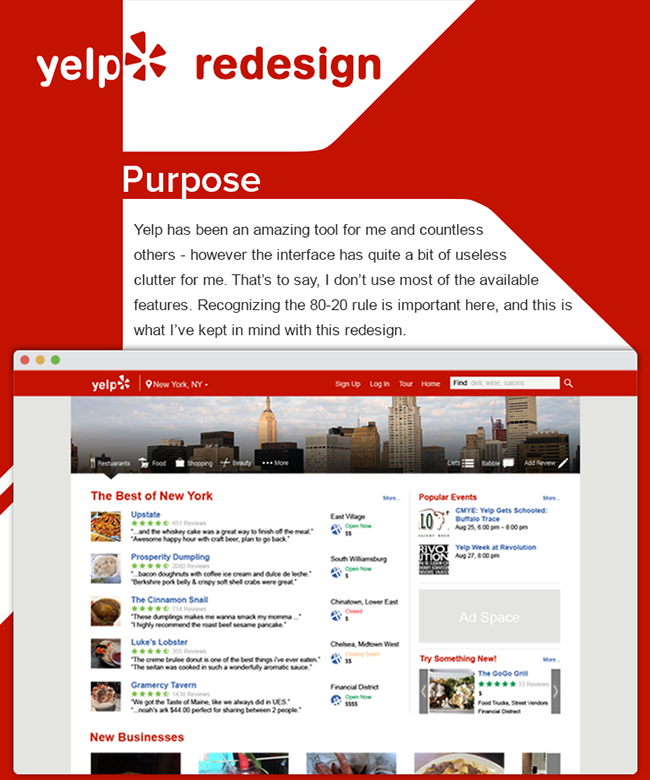 yelp redesign
Purpose
Yelp has been an amazing tool for me and countless
others - however the interface has quite a bit of useless
clutter for me. That's to say, I don't use most of the available
features. Recognizing the 80-20 rule is important here, and this is
what I've kept in mind with this redesign.
yelp New York, NY Sign Up Log In Tour Home Find deli, wine, salons
Restuarants Food Shopping Beauty More Lists Babble Add Review
The Best of New York More...
Upstate
651 Reviews
"...and the whiskey cake was a great way to finish off the meal."
"Awesome happy hour with craft beer, plan to go back."
East Village
Open Now
$$
Prosperity Dumpling
2080 Reviews
"...bacon doughnuts with coffee ice cream and dulce de leche."
"Berkshire pork belly & crispy soft shell crabs were great."
South Williamsburg
Open Now
$
The Cinnamon Snail
714 Reviews
"These dumplings make me wanna smack my momma ..."
"I highly recommend the roast beef sesame pancake."
Chinatown, Lower East
Closed
$
Luke's Lobster
355 Reviews
"The creme brulee donut is one of the best things i've ever eaten."
"The seitan was cooked in such a wonderfully aromatic sauce."
Chelsea, Midtown West
Closing Soon!
$$
Gramercy Tavern
1438 Reviews
"We got the Taste of Maine, like we always did in UES."
"...noah's ark $44.00 perfect for sharing between 2 people.
Financial District
Open Now
$$$$
Popular Events More...
CMYE: Yelp Gets Schooled:
Buffalo Trace
Aug 25, 6:00 pm – 8:00 pm
Yelp Week at Revolution
Aug 27, 8:00 pm
Ad Space
Try Something New! More...
The GoGo Grill
33 Reviews
$
Food Trucks, Street Vendors
Financial District
New Businesses